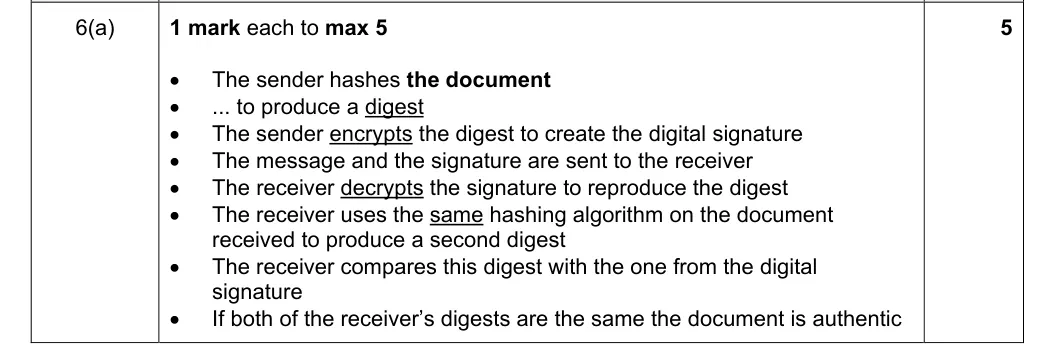 6(a)
1 mark each to max 5
5
• The sender hashes the document
• ... to produce a digest
• The sender encrypts the digest to create the digital signature
• The message and the signature are sent to the receiver
• The receiver decrypts the signature to reproduce the digest
• The receiver uses the same hashing algorithm on the document
received to produce a second digest
• The receiver compares this digest with the one from the digital
signature
• If both of the receiver’s digests are the same the document is authentic